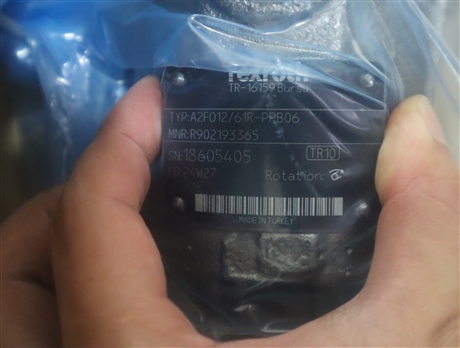 rexroth
TR-16159 Bursa
TYP:A2FO12/61R-PPB06
MNR:R902193365
SN:18605405 TR10
FD:24W27 Rotation:
MADE IN TURKEY